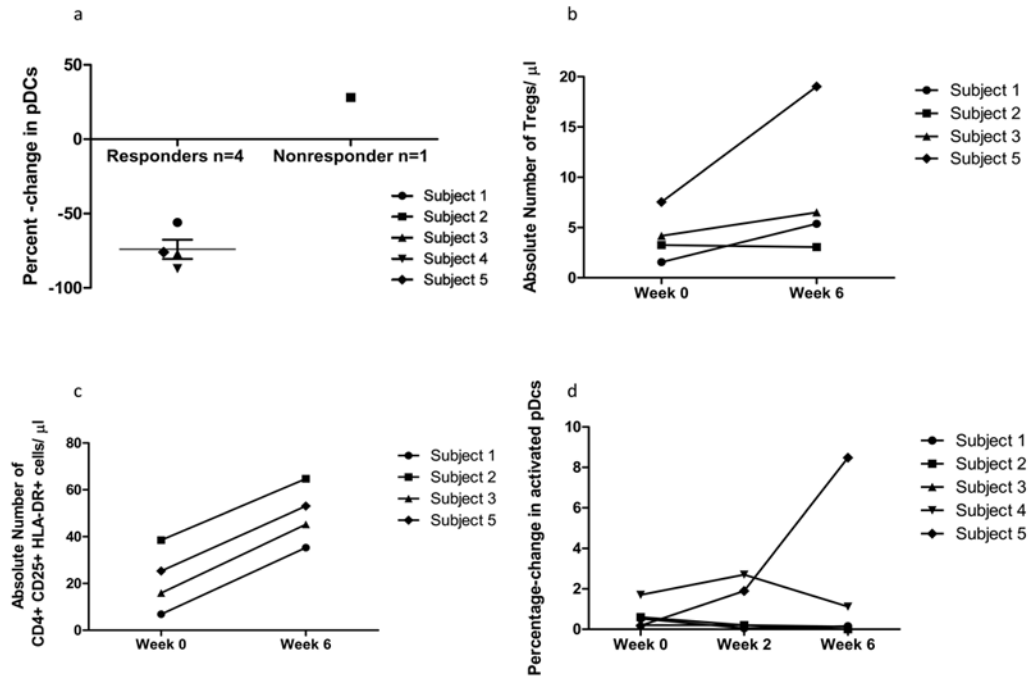 a
Percent -change in pDCs
50
0
-50
-100
Responders n=4
Nonresponder n=1
Subject 1
Subject 2
Subject 3
Subject 4
Subject 5
b
Absolute Number of Tregs/ µl
20
15
10
5
0
Week 0
Week 6
Subject 1
Subject 2
Subject 3
Subject 5
c
Absolute Number of
CD4+ CD25+ HLA-DR+ cells/ µl
80
60
40
20
0
Week 0
Week 6
Subject 1
Subject 2
Subject 3
Subject 5
d
Percentage-change in activated pDcs
10
8
6
4
2
0
Week 0
Week 2
Week 6
Subject 1
Subject 2
Subject 3
Subject 4
Subject 5